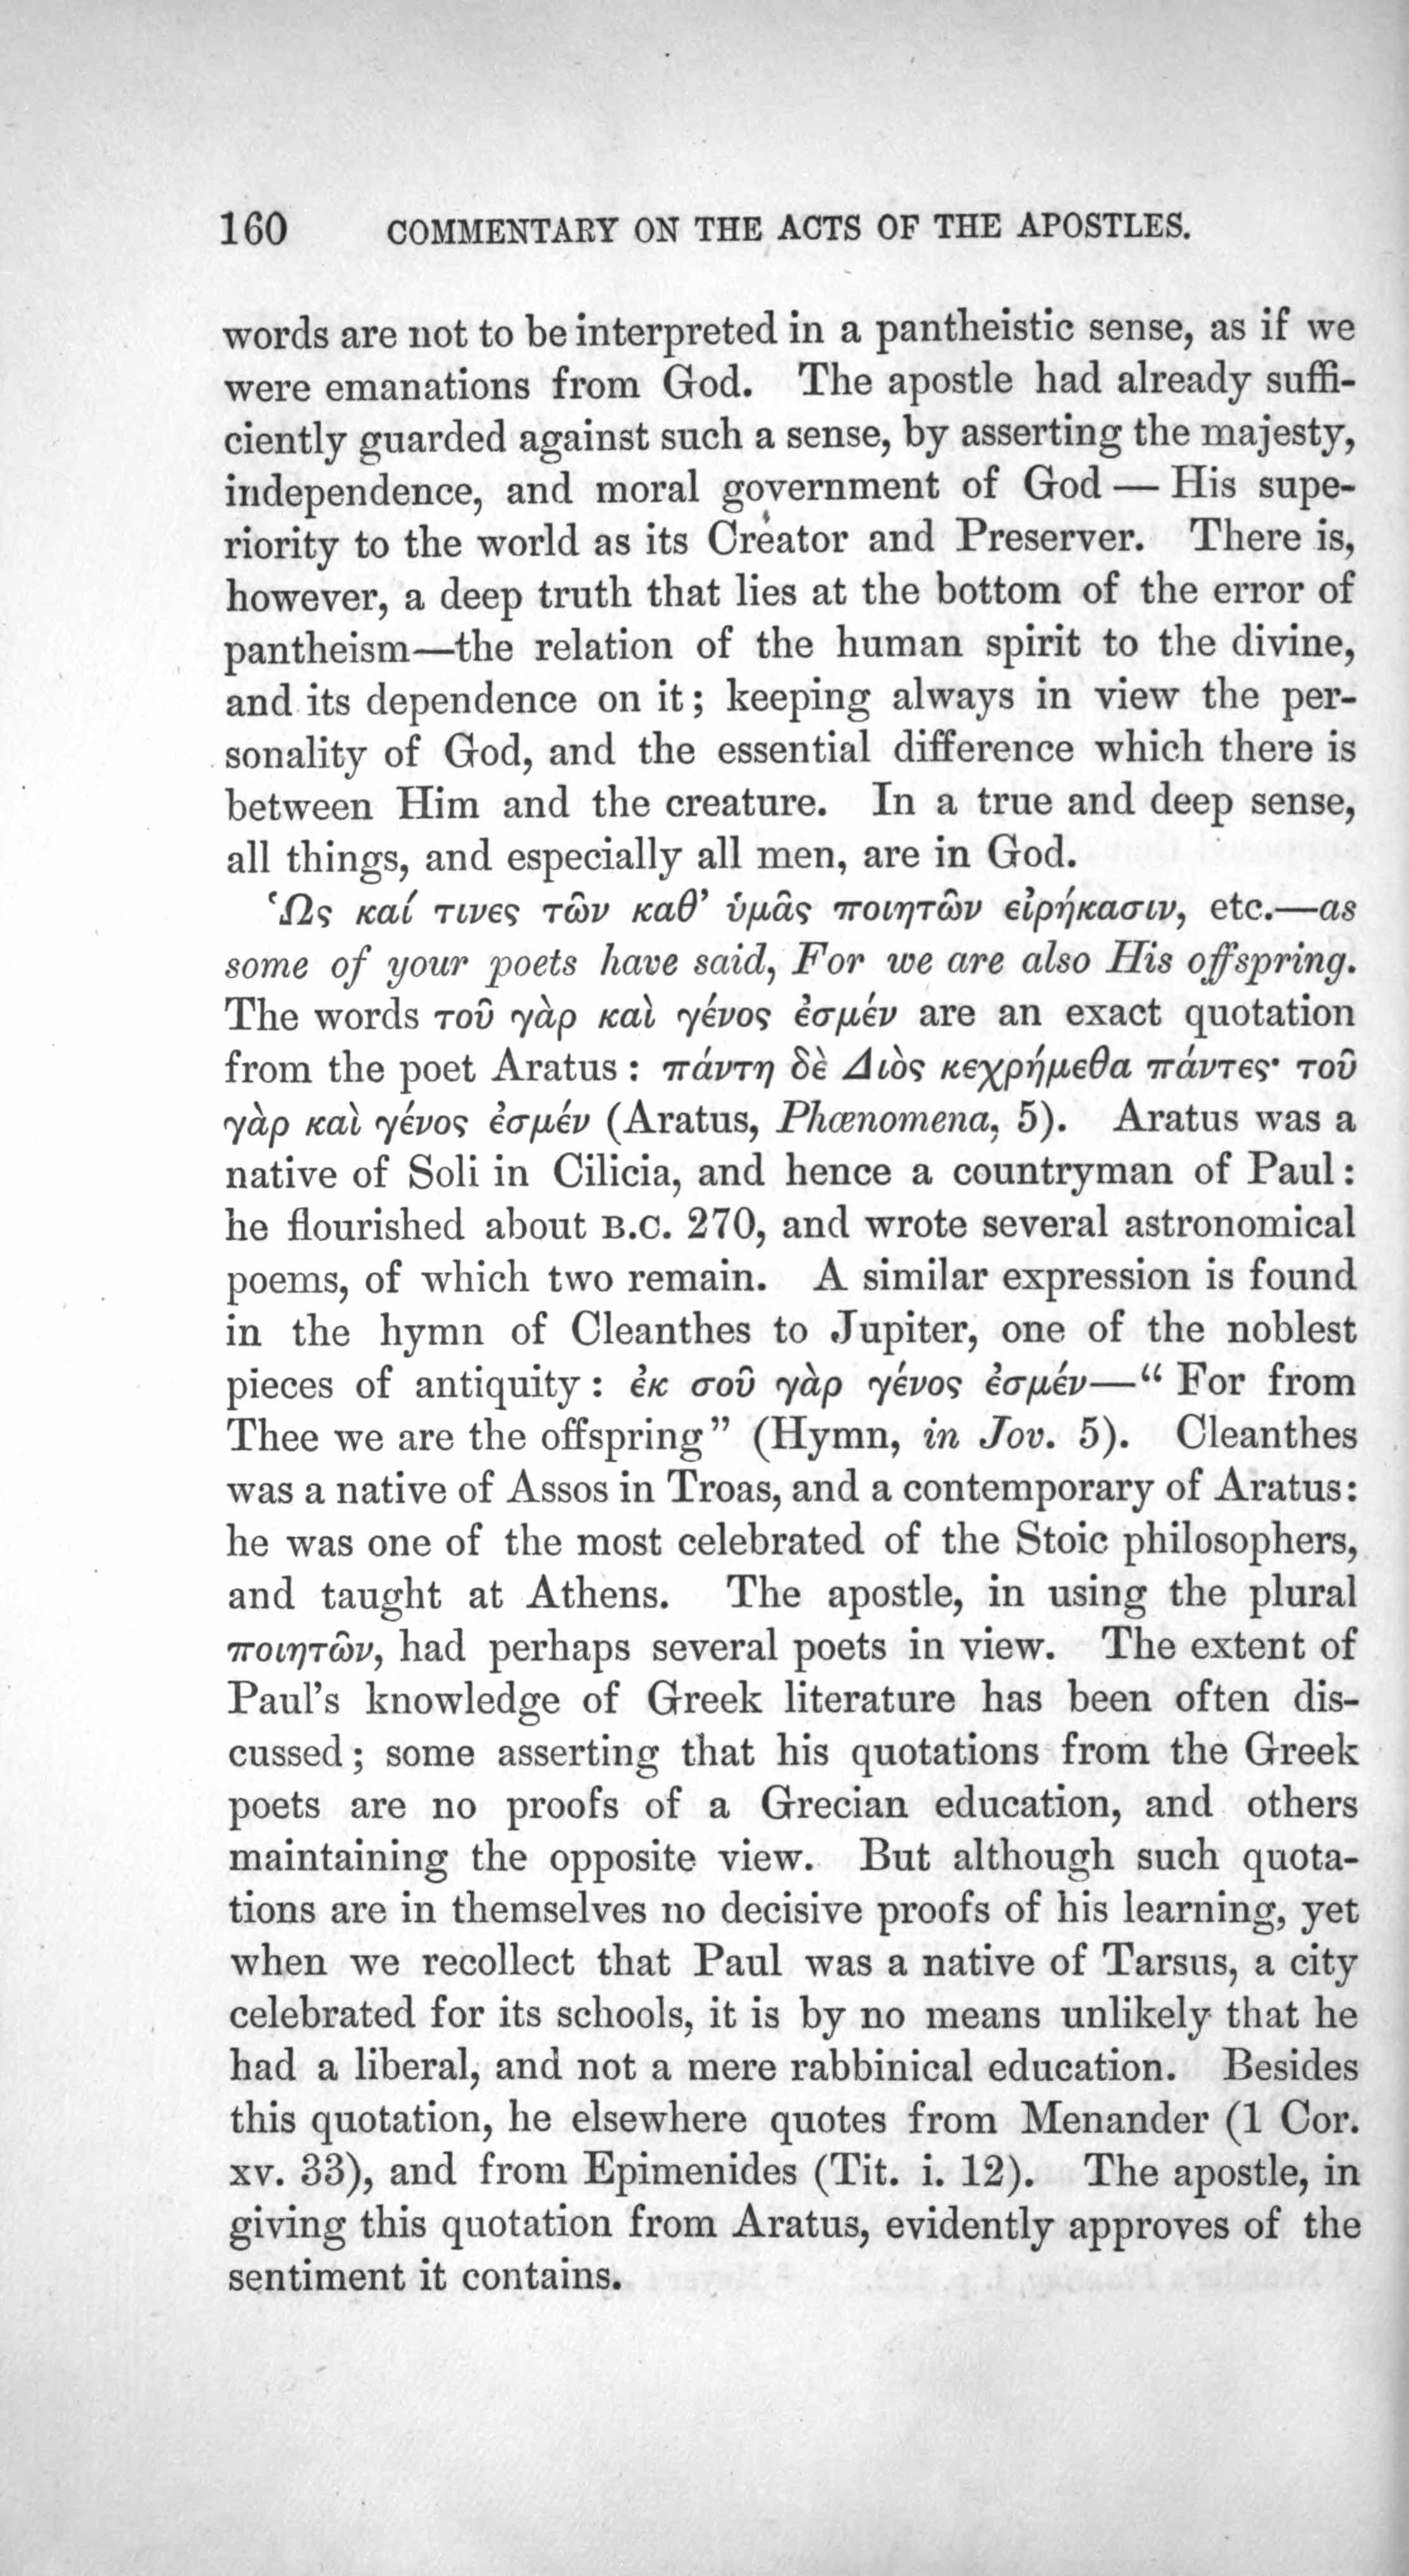 160 COMMENTARY ON THE ACTS OF THE APOSTLES.
words are not to be interpreted in a pantheistic sense, as if we
were emanations from God. The apostle had already suffi-
ciently guarded against such a sense, by asserting the majesty,
independence, and moral government of God — His supe-
riority to the world as its Creator and Preserver. There is,
however, a deep truth that lies at the bottom of the error of
pantheism—the relation of the human spirit to the divine,
and its dependence on it; keeping always in view the per-
sonality of God, and the essential difference which there is
between Him and the creature. In a true and deep sense,
all things, and especially all men, are in God.
Ὡς καί τινες τῶν καθ’ ὑμᾶς ποιητῶν εἰρήκασιν, etc.—as
some of your poets have said, For we are also His offspring.
The words τοῦ γὰρ καὶ γένος ἐσμέν are an exact quotation
from the poet Aratus: πάντη δὲ Διὸς κεχρήμεθα πάντες· τοῦ
γὰρ καὶ γένος ἐσμέν (Aratus, Phœnomena, 5). Aratus was a
native of Soli in Cilicia, and hence a countryman of Paul:
he flourished about B.C. 270, and wrote several astronomical
poems, of which two remain. A similar expression is found
in the hymn of Cleanthes to Jupiter, one of the noblest
pieces of antiquity: ἐκ σοῦ γὰρ γένος ἐσμέν—“For from
Thee we are the offspring” (Hymn, in Jov. 5). Cleanthes
was a native of Assos in Troas, and a contemporary of Aratus:
he was one of the most celebrated of the Stoic philosophers,
and taught at Athens. The apostle, in using the plural
ποιητῶν, had perhaps several poets in view. The extent of
Paul’s knowledge of Greek literature has been often dis-
cussed; some asserting that his quotations from the Greek
poets are no proofs of a Grecian education, and others
maintaining the opposite view. But although such quota-
tions are in themselves no decisive proofs of his learning, yet
when we recollect that Paul was a native of Tarsus, a city
celebrated for its schools, it is by no means unlikely that he
had a liberal, and not a mere rabbinical education. Besides
this quotation, he elsewhere quotes from Menander (1 Cor.
xv. 33), and from Epimenides (Tit. i. 12). The apostle, in
giving this quotation from Aratus, evidently approves of the
sentiment it contains.